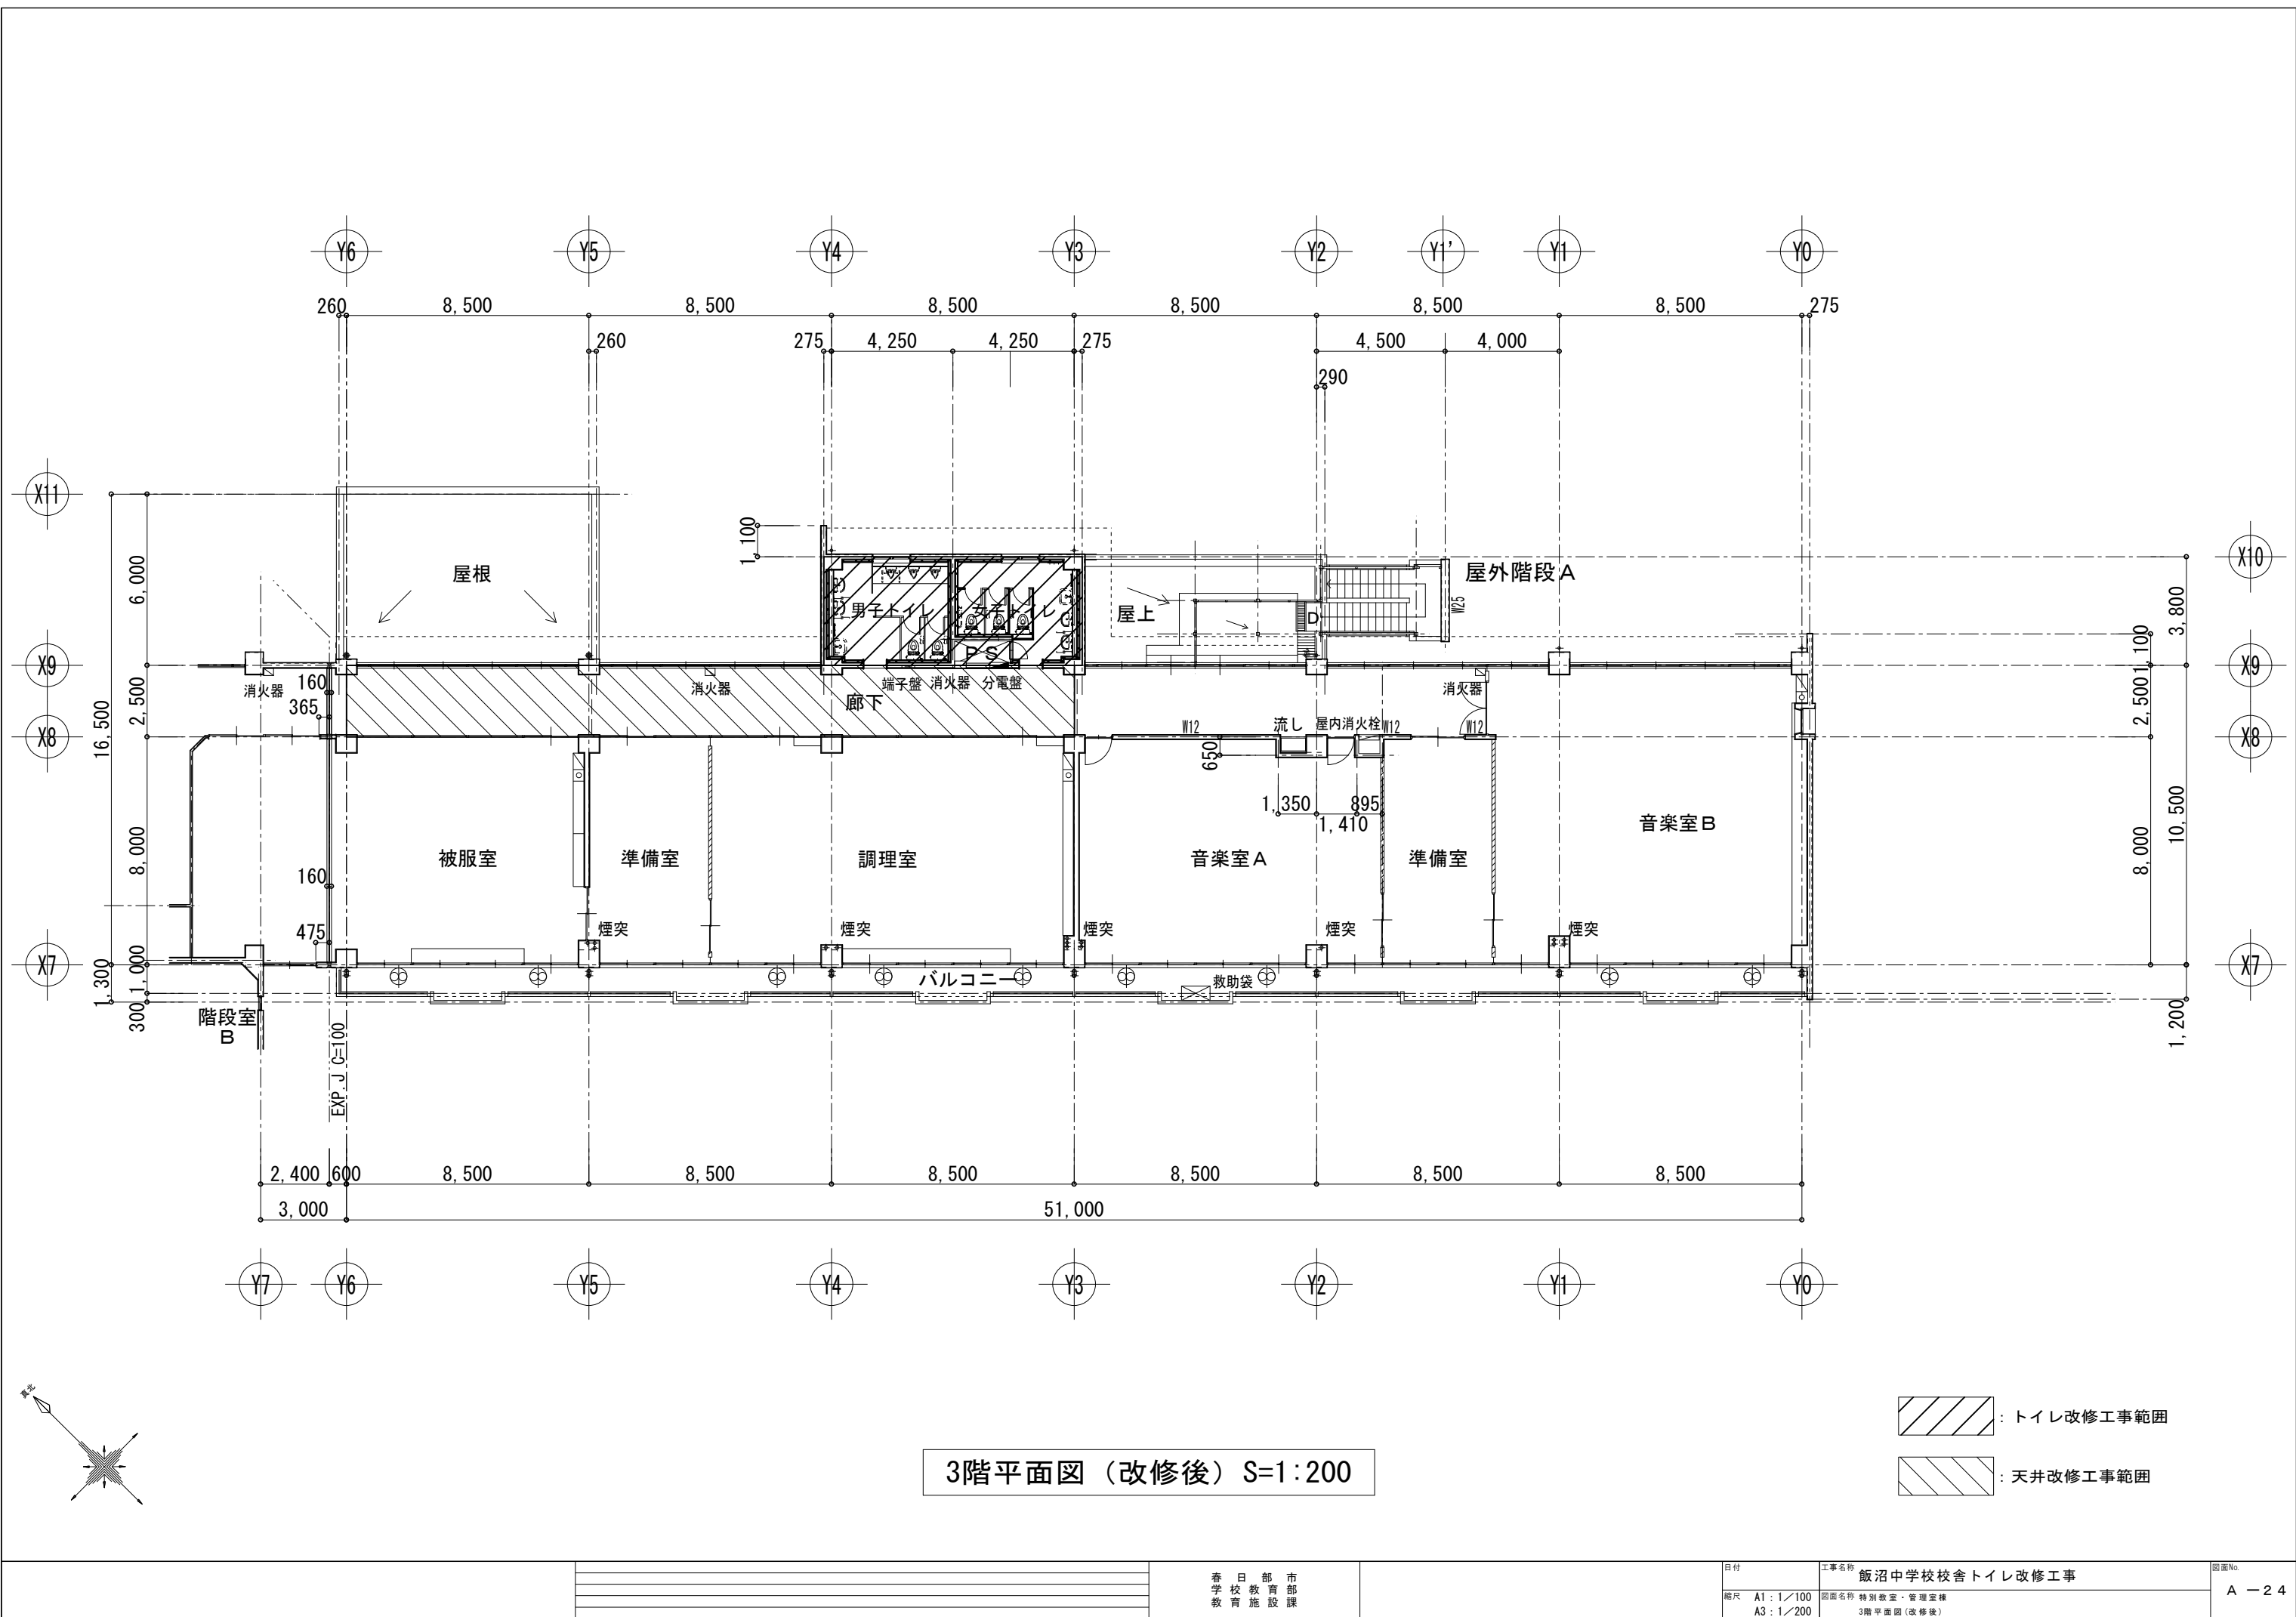 Y6 Y5 Y4 Y3 Y2 Y1' Y1 Y0
260 8,500 8,500 8,500 8,500 8,500 8,500 275
260 275 4,250 4,250 275 4,500 4,000
290
X11
X10
X9
X8
X7
16,500
6,000
2,500
8,000
1,000
1,300
300
1,100
屋根
男子トイレ
女子トイレ
PS
屋上
D
屋外階段A
W25
消火器
160
365
消火器
端子盤
消火器
分電盤
廊下
消火器
W12
流し
屋内消火栓
W12
W12
650
1,350
895
1,410
160
475
被服室
準備室
調理室
音楽室A
準備室
音楽室B
煙突
煙突
煙突
煙突
煙突
バルコニー
救助袋
階段室
B
EXP.J C=100
X10
X9
X8
X7
3,800
1,100
2,500
10,500
8,000
1,200
2,400 600 8,500 8,500 8,500 8,500 8,500 8,500
3,000 51,000
Y7 Y6 Y5 Y4 Y3 Y2 Y1 Y0
真北
3階平面図（改修後）S=1:200
：トイレ改修工事範囲
：天井改修工事範囲
春日部市
学校教育部
教育施設課
日付
縮尺 A1：1／100
A3：1／200
工事名称 飯沼中学校校舎トイレ改修工事
図面名称 特別教室・管理室棟
3階平面図(改修後)
図面No.
A －24